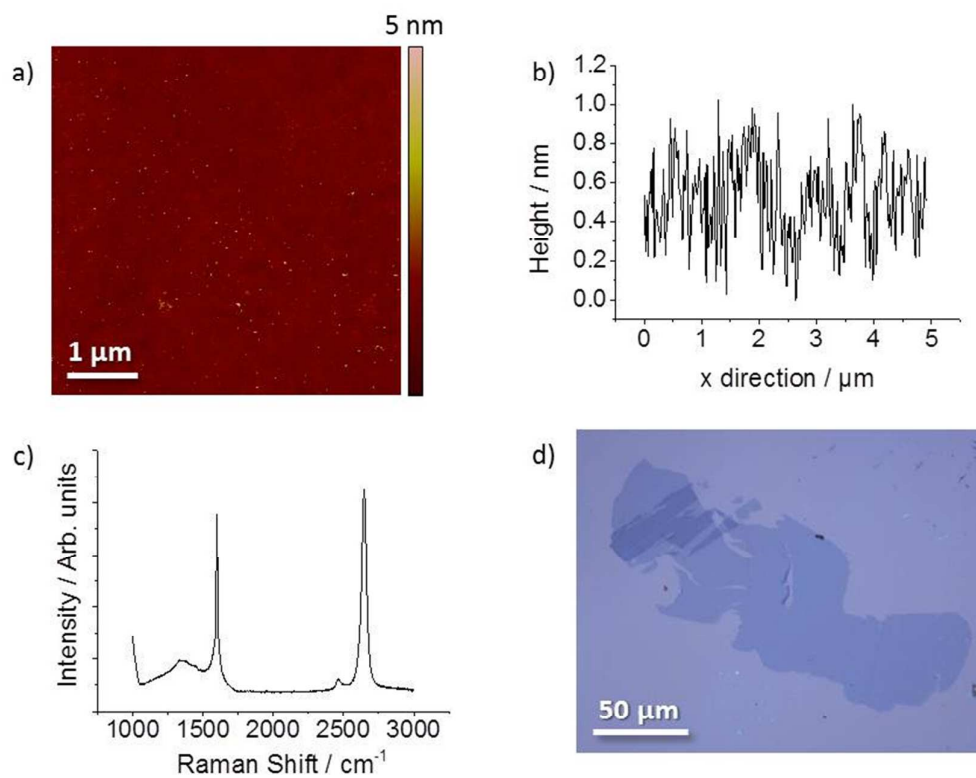 a)
5 nm
1 µm
b)
1.2
1.0
0.8
0.6
0.4
0.2
0.0
Height / nm
0 1 2 3 4 5
x direction / µm
c)
Intensity / Arb. units
1000 1500 2000 2500 3000
Raman Shift / cm⁻¹
d)
50 µm